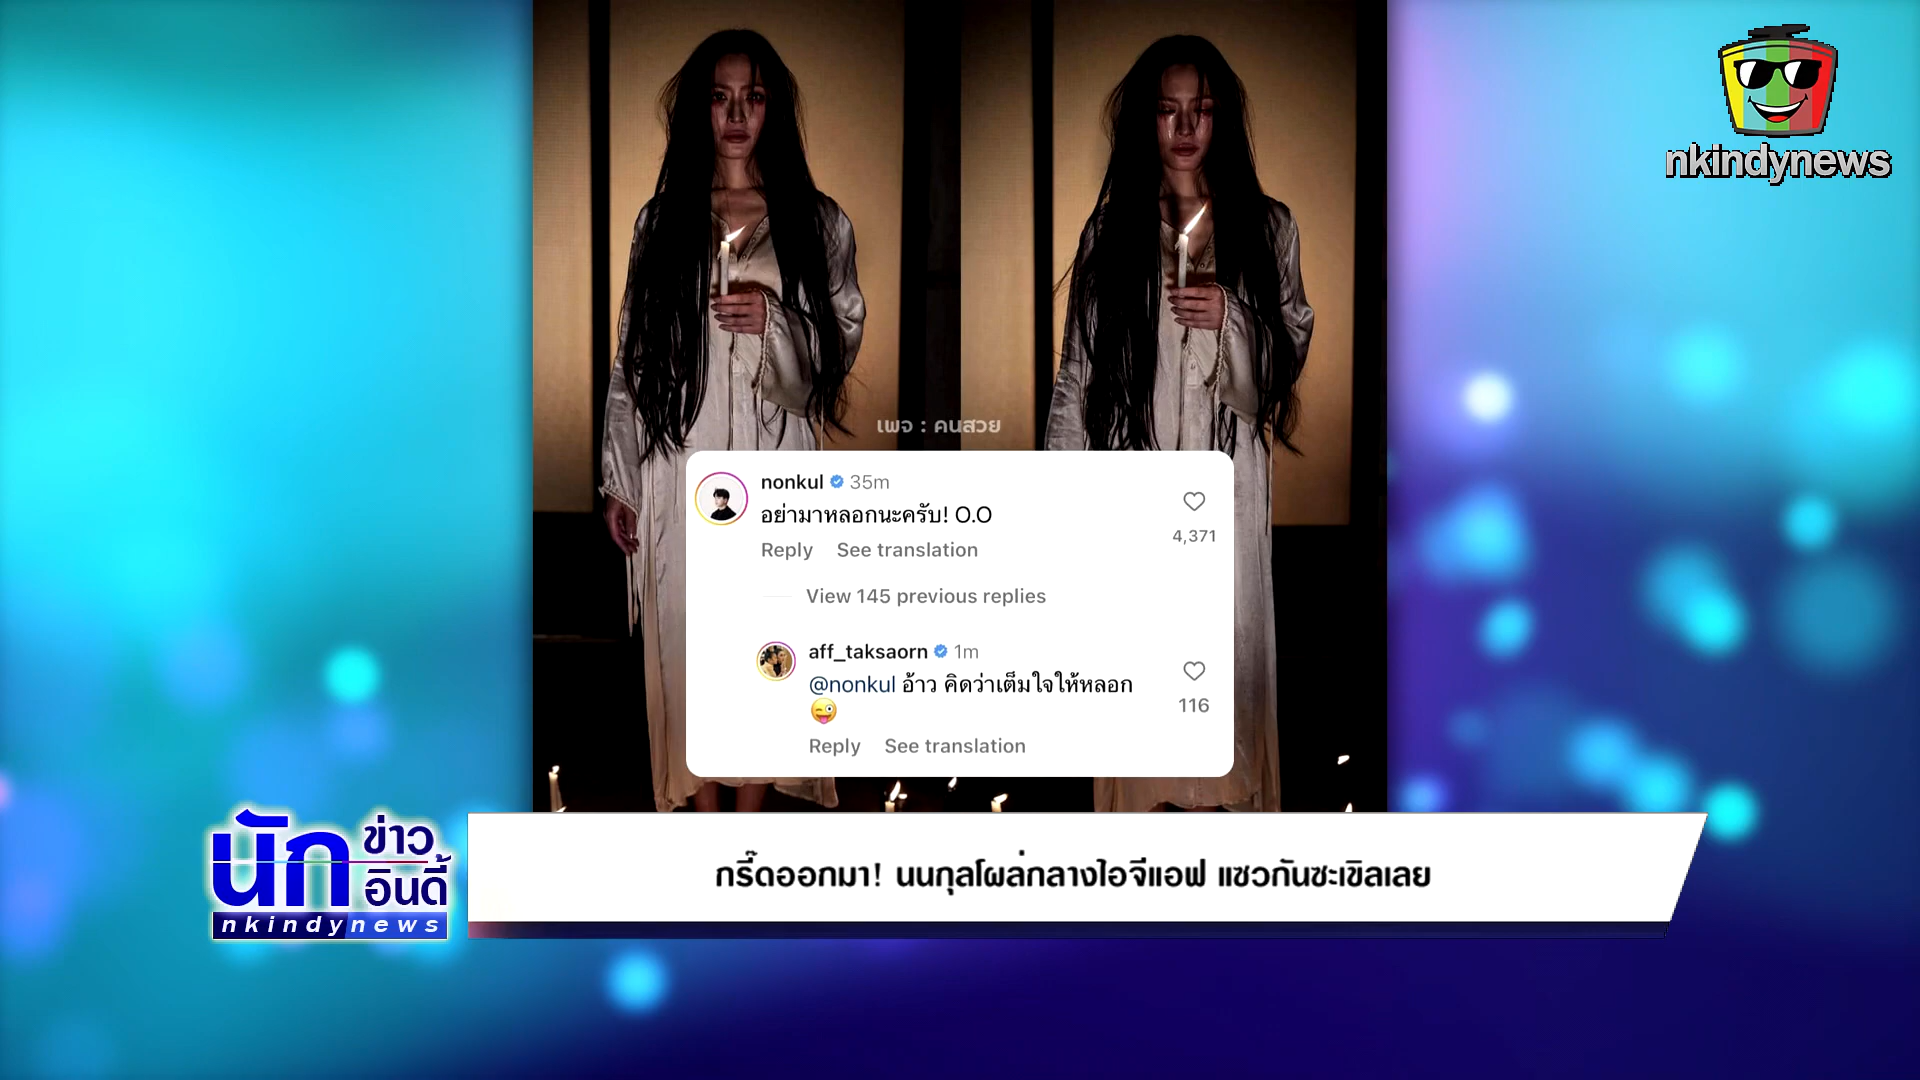 nkindynews
เพจ : คนสวย
nonkul 35m
อย่ามาหลอกนะครับ! O.O
4,371
Reply See translation
View 145 previous replies
aff_taksaorn 1m
@nonkul อ้าว คิดว่าเต็มใจให้หลอก
😜
116
Reply See translation
นักข่าวอินดี้
nkindynews
กรี๊ดออกมา! นนกุลโผล่กลางไอจีแอฟ แซวกันซะเขิลเลย